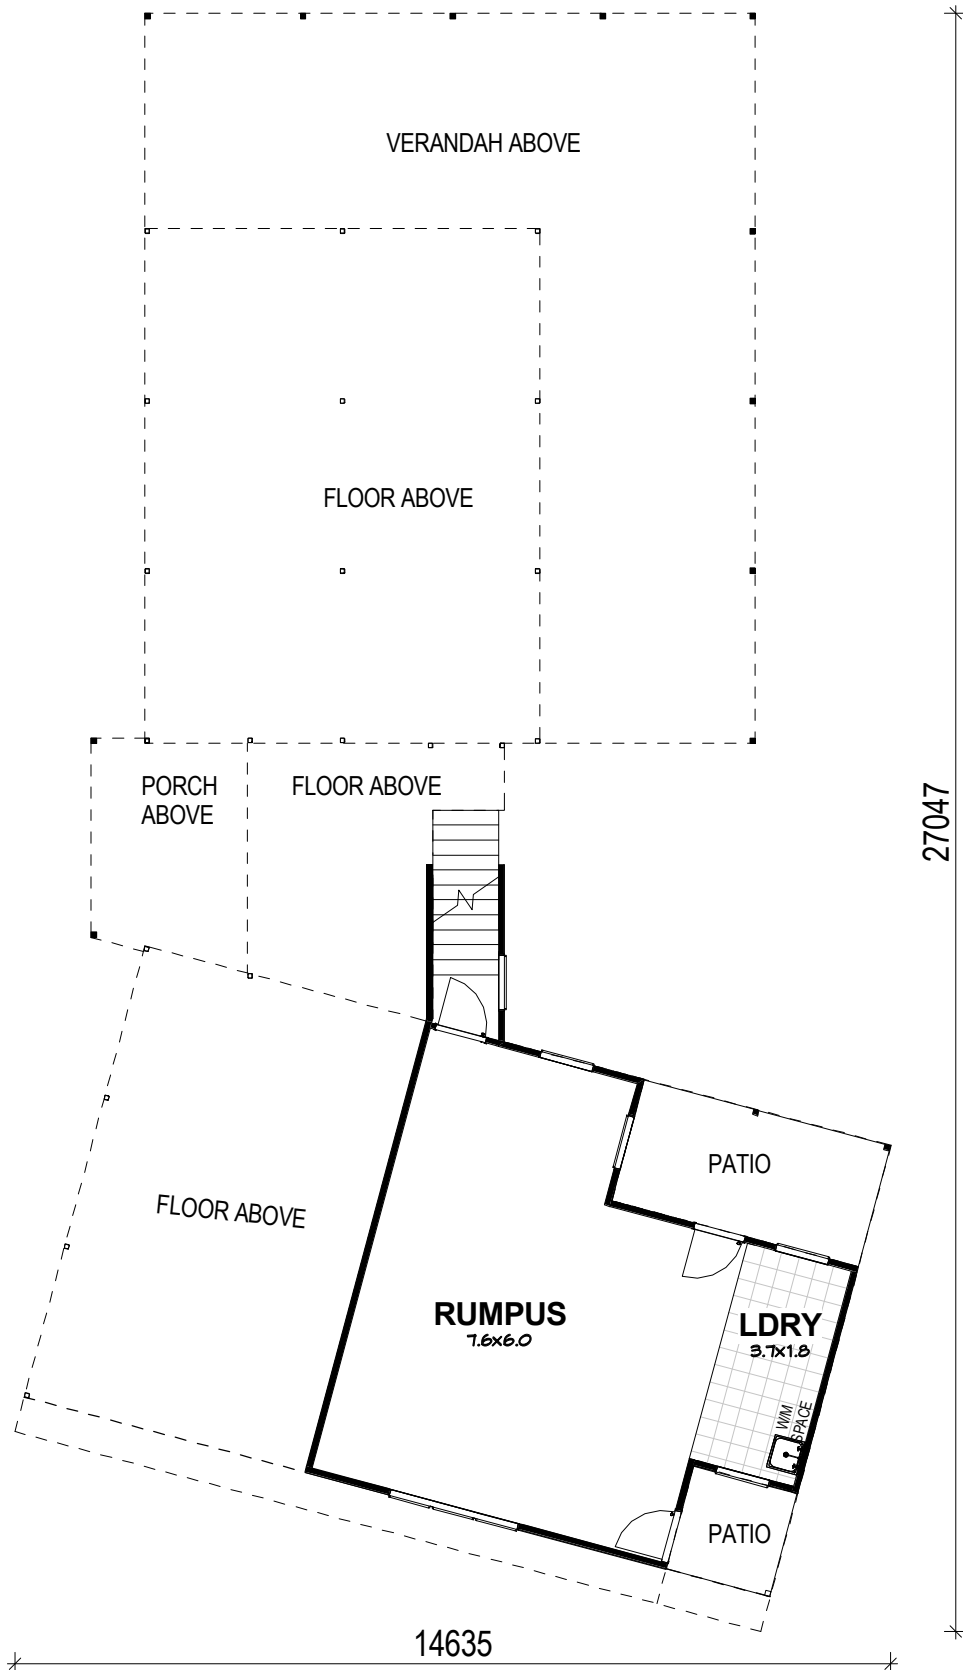 VERANDAH ABOVE
FLOOR ABOVE
PORCH
ABOVE
FLOOR ABOVE
27047
PATIO
FLOOR ABOVE
RUMPUS
7.6x6.0
LDRY
3.7x1.8
W/M
SPACE
PATIO
14635